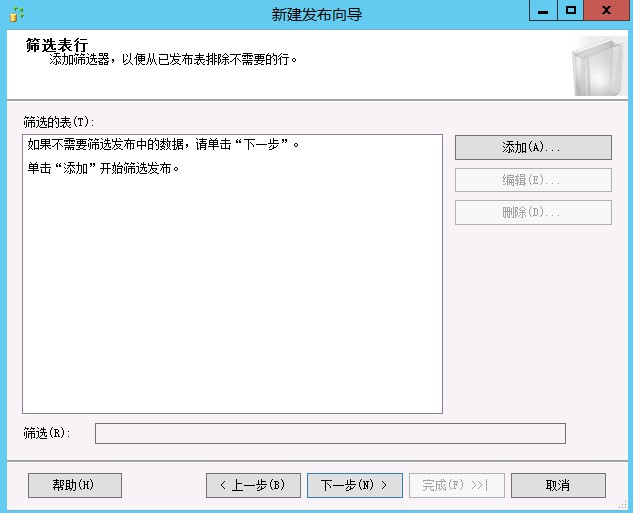 新建发布向导
筛选表行
添加筛选器，以便从已发布表排除不需要的行。
筛选的表(T):
如果不需要筛选发布中的数据，请单击“下一步”。
单击“添加”开始筛选发布。
添加(A)...
编辑(E)...
删除(D)...
筛选(R):
帮助(H)
< 上一步(B)
下一步(N) >
完成(F) >>|
取消